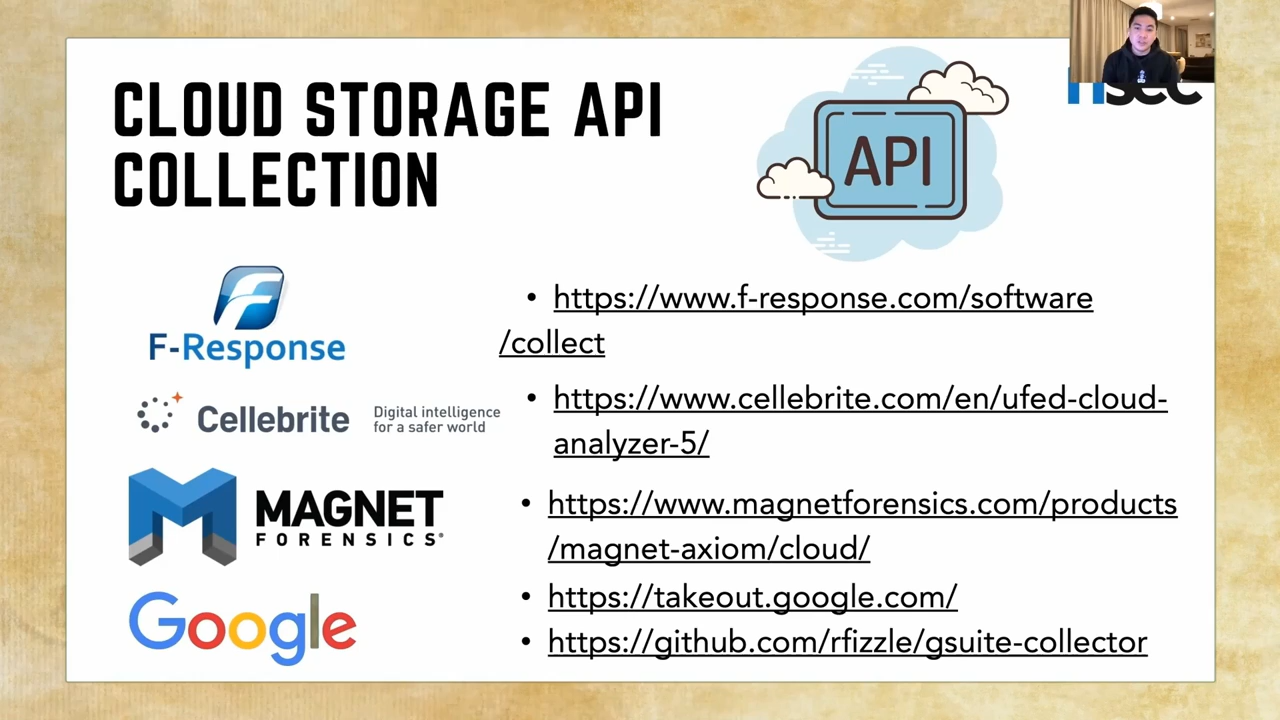 CLOUD STORAGE API
COLLECTION
API
nsec
F-Response
• https://www.f-response.com/software
/collect
Cellebrite
Digital intelligence
for a safer world
• https://www.cellebrite.com/en/ufed-cloud-
analyzer-5/
MAGNET
FORENSICS®
• https://www.magnetforensics.com/products
/magnet-axiom/cloud/
Google
• https://takeout.google.com/
• https://github.com/rfizzle/gsuite-collector